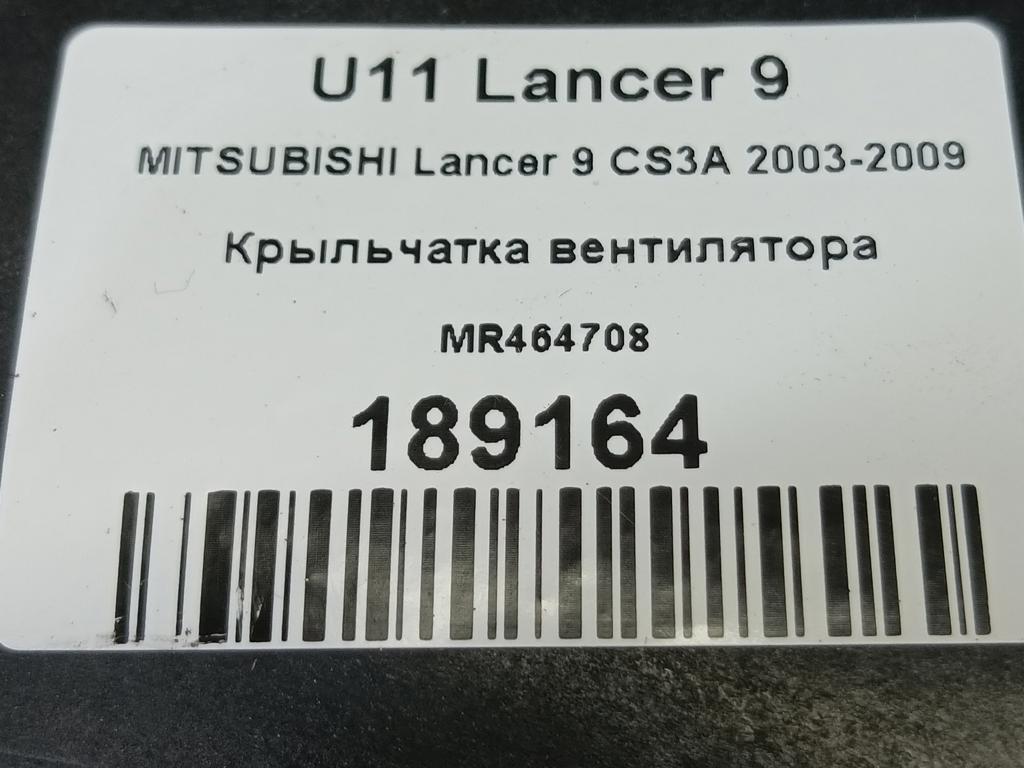 U11 Lancer 9
MITSUBISHI Lancer 9 CS3A 2003-2009
Крыльчатка вентилятора
MR464708
189164